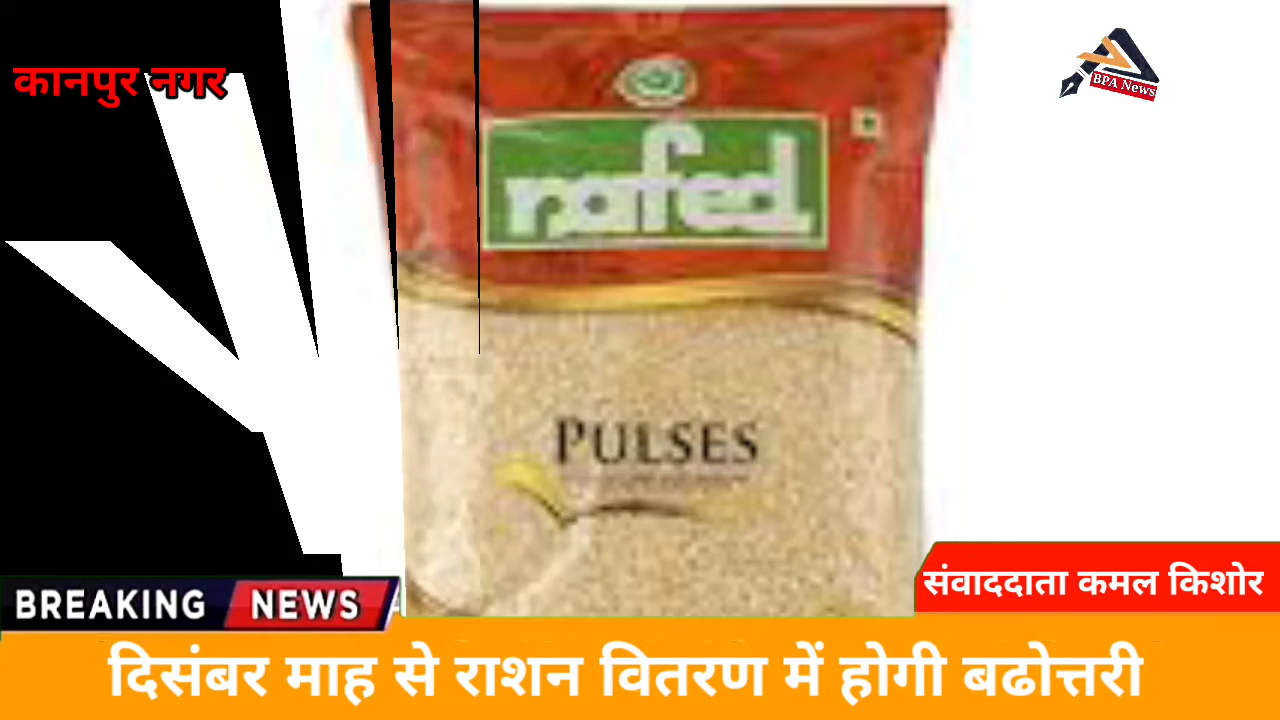 कानपुर नगर
BPA News
nafed
PULSES
संवाददाता कमल किशोर
BREAKING NEWS
दिसंबर माह से राशन वितरण में होगी बढोत्तरी